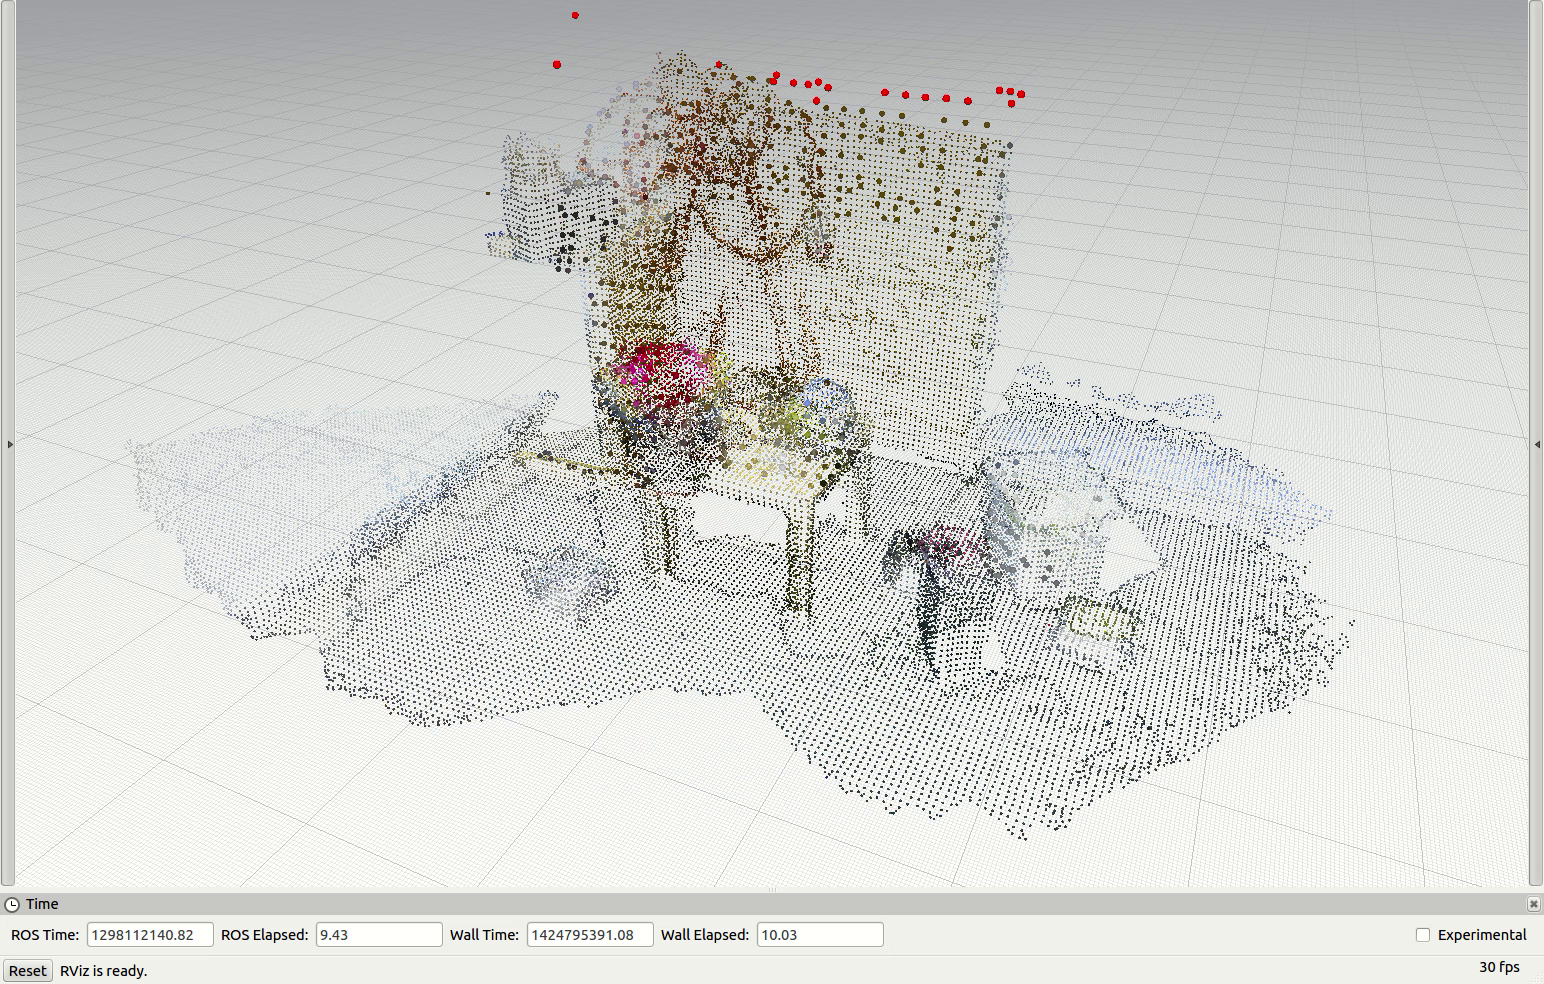 Time
ROS Time: 1298112140.82 ROS Elapsed: 9.43 Wall Time: 1424795391.08 Wall Elapsed: 10.03 Experimental
Reset RViz is ready. 30 fps